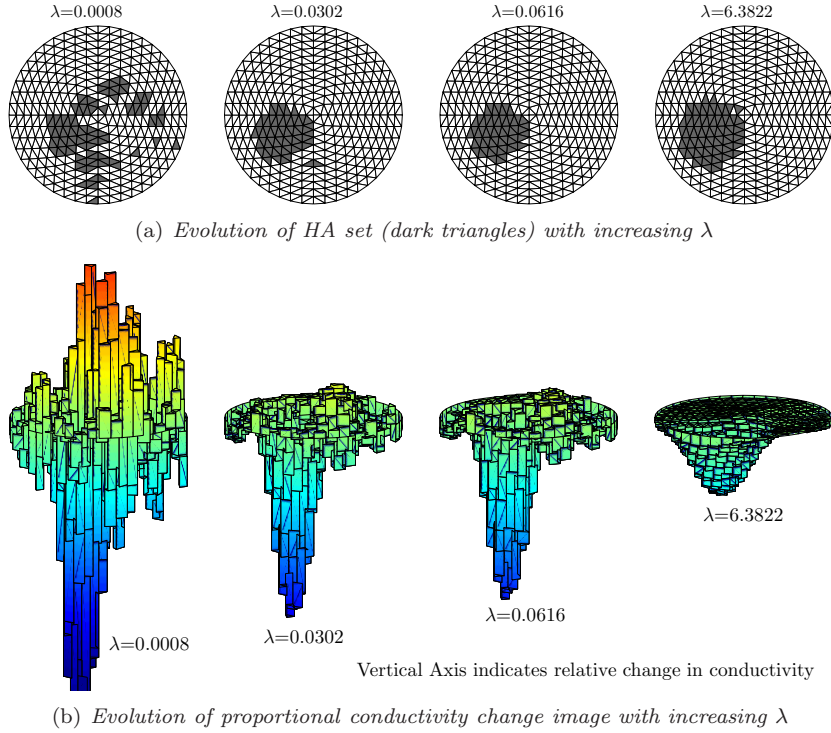 λ=0.0008 λ=0.0302 λ=0.0616 λ=6.3822
(a) Evolution of HA set (dark triangles) with increasing λ
λ=6.3822
λ=0.0616
λ=0.0302
λ=0.0008
Vertical Axis indicates relative change in conductivity
(b) Evolution of proportional conductivity change image with increasing λ